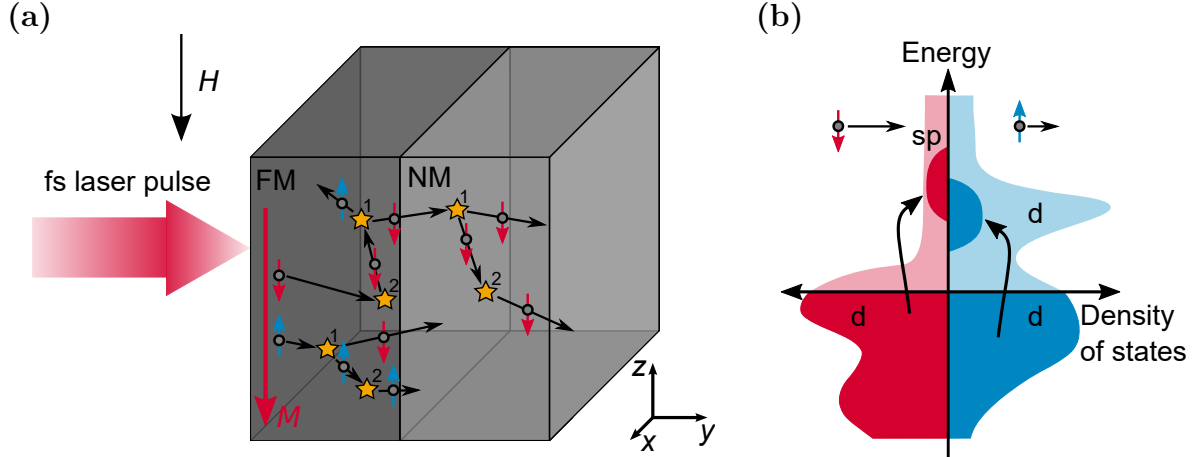 (a)
H
fs laser pulse
FM
NM
1
1
2
2
1
2
M
z
x
y
(b)
Energy
sp
d
d
d
Density
of states